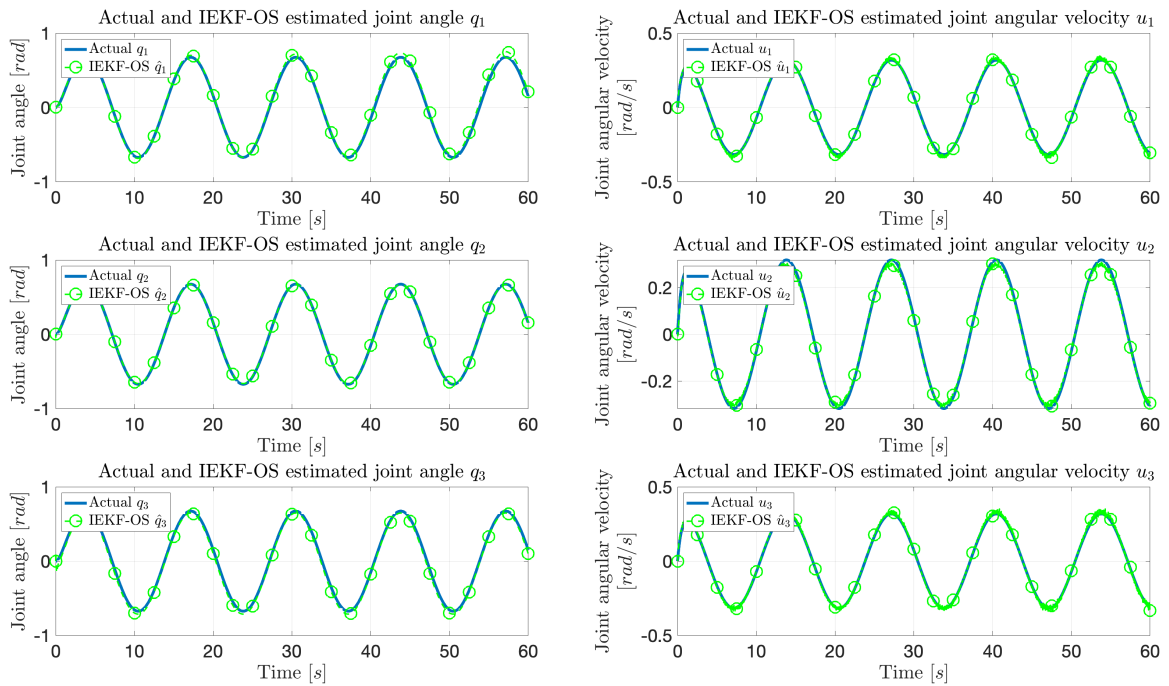 Actual and IEKF-OS estimated joint angle q₁
Joint angle [rad]
1
0
-1
Actual q₁
IEKF-OS q̂₁
0 10 20 30 40 50 60
Time [s]
Actual and IEKF-OS estimated joint angular velocity u₁
Joint angular velocity
[rad/s]
0.5
0
-0.5
Actual u₁
IEKF-OS û₁
0 10 20 30 40 50 60
Time [s]
Actual and IEKF-OS estimated joint angle q₂
Joint angle [rad]
1
0
-1
Actual q₂
IEKF-OS q̂₂
0 10 20 30 40 50 60
Time [s]
Actual and IEKF-OS estimated joint angular velocity u₂
Joint angular velocity
[rad/s]
0.2
0
-0.2
Actual u₂
IEKF-OS û₂
0 10 20 30 40 50 60
Time [s]
Actual and IEKF-OS estimated joint angle q₃
Joint angle [rad]
1
0
-1
Actual q₃
IEKF-OS q̂₃
0 10 20 30 40 50 60
Time [s]
Actual and IEKF-OS estimated joint angular velocity u₃
Joint angular velocity
[rad/s]
0.5
0
-0.5
Actual u₃
IEKF-OS û₃
0 10 20 30 40 50 60
Time [s]